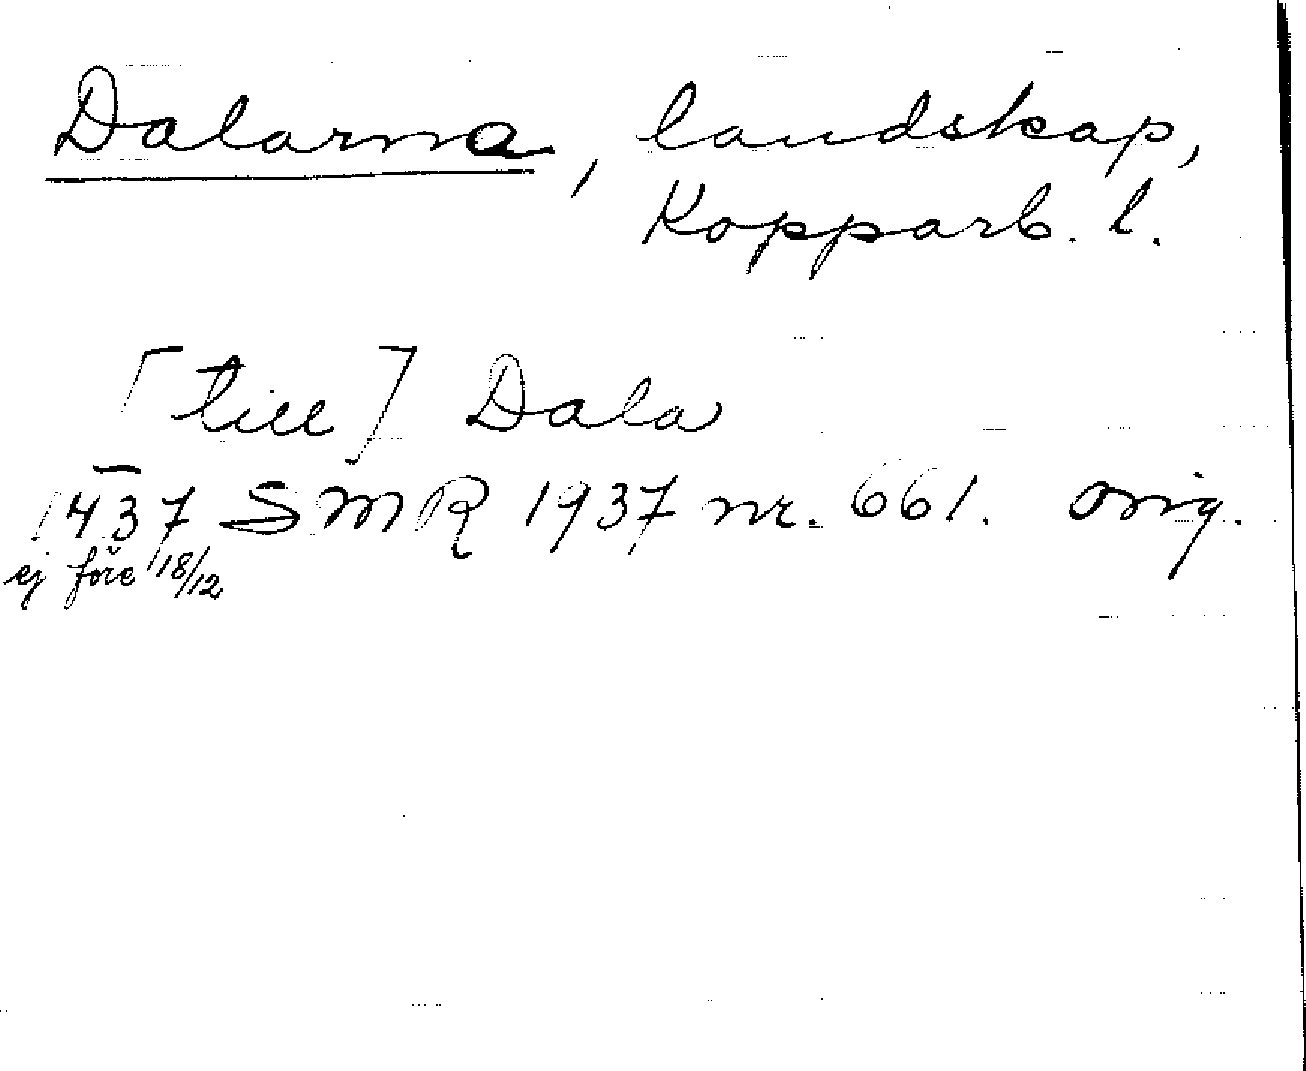 Dalarna, landskap,
Kopparb. l.
[till] Dala
1437 SMR 1937 nr. 661. Orig.
ej före 18/12